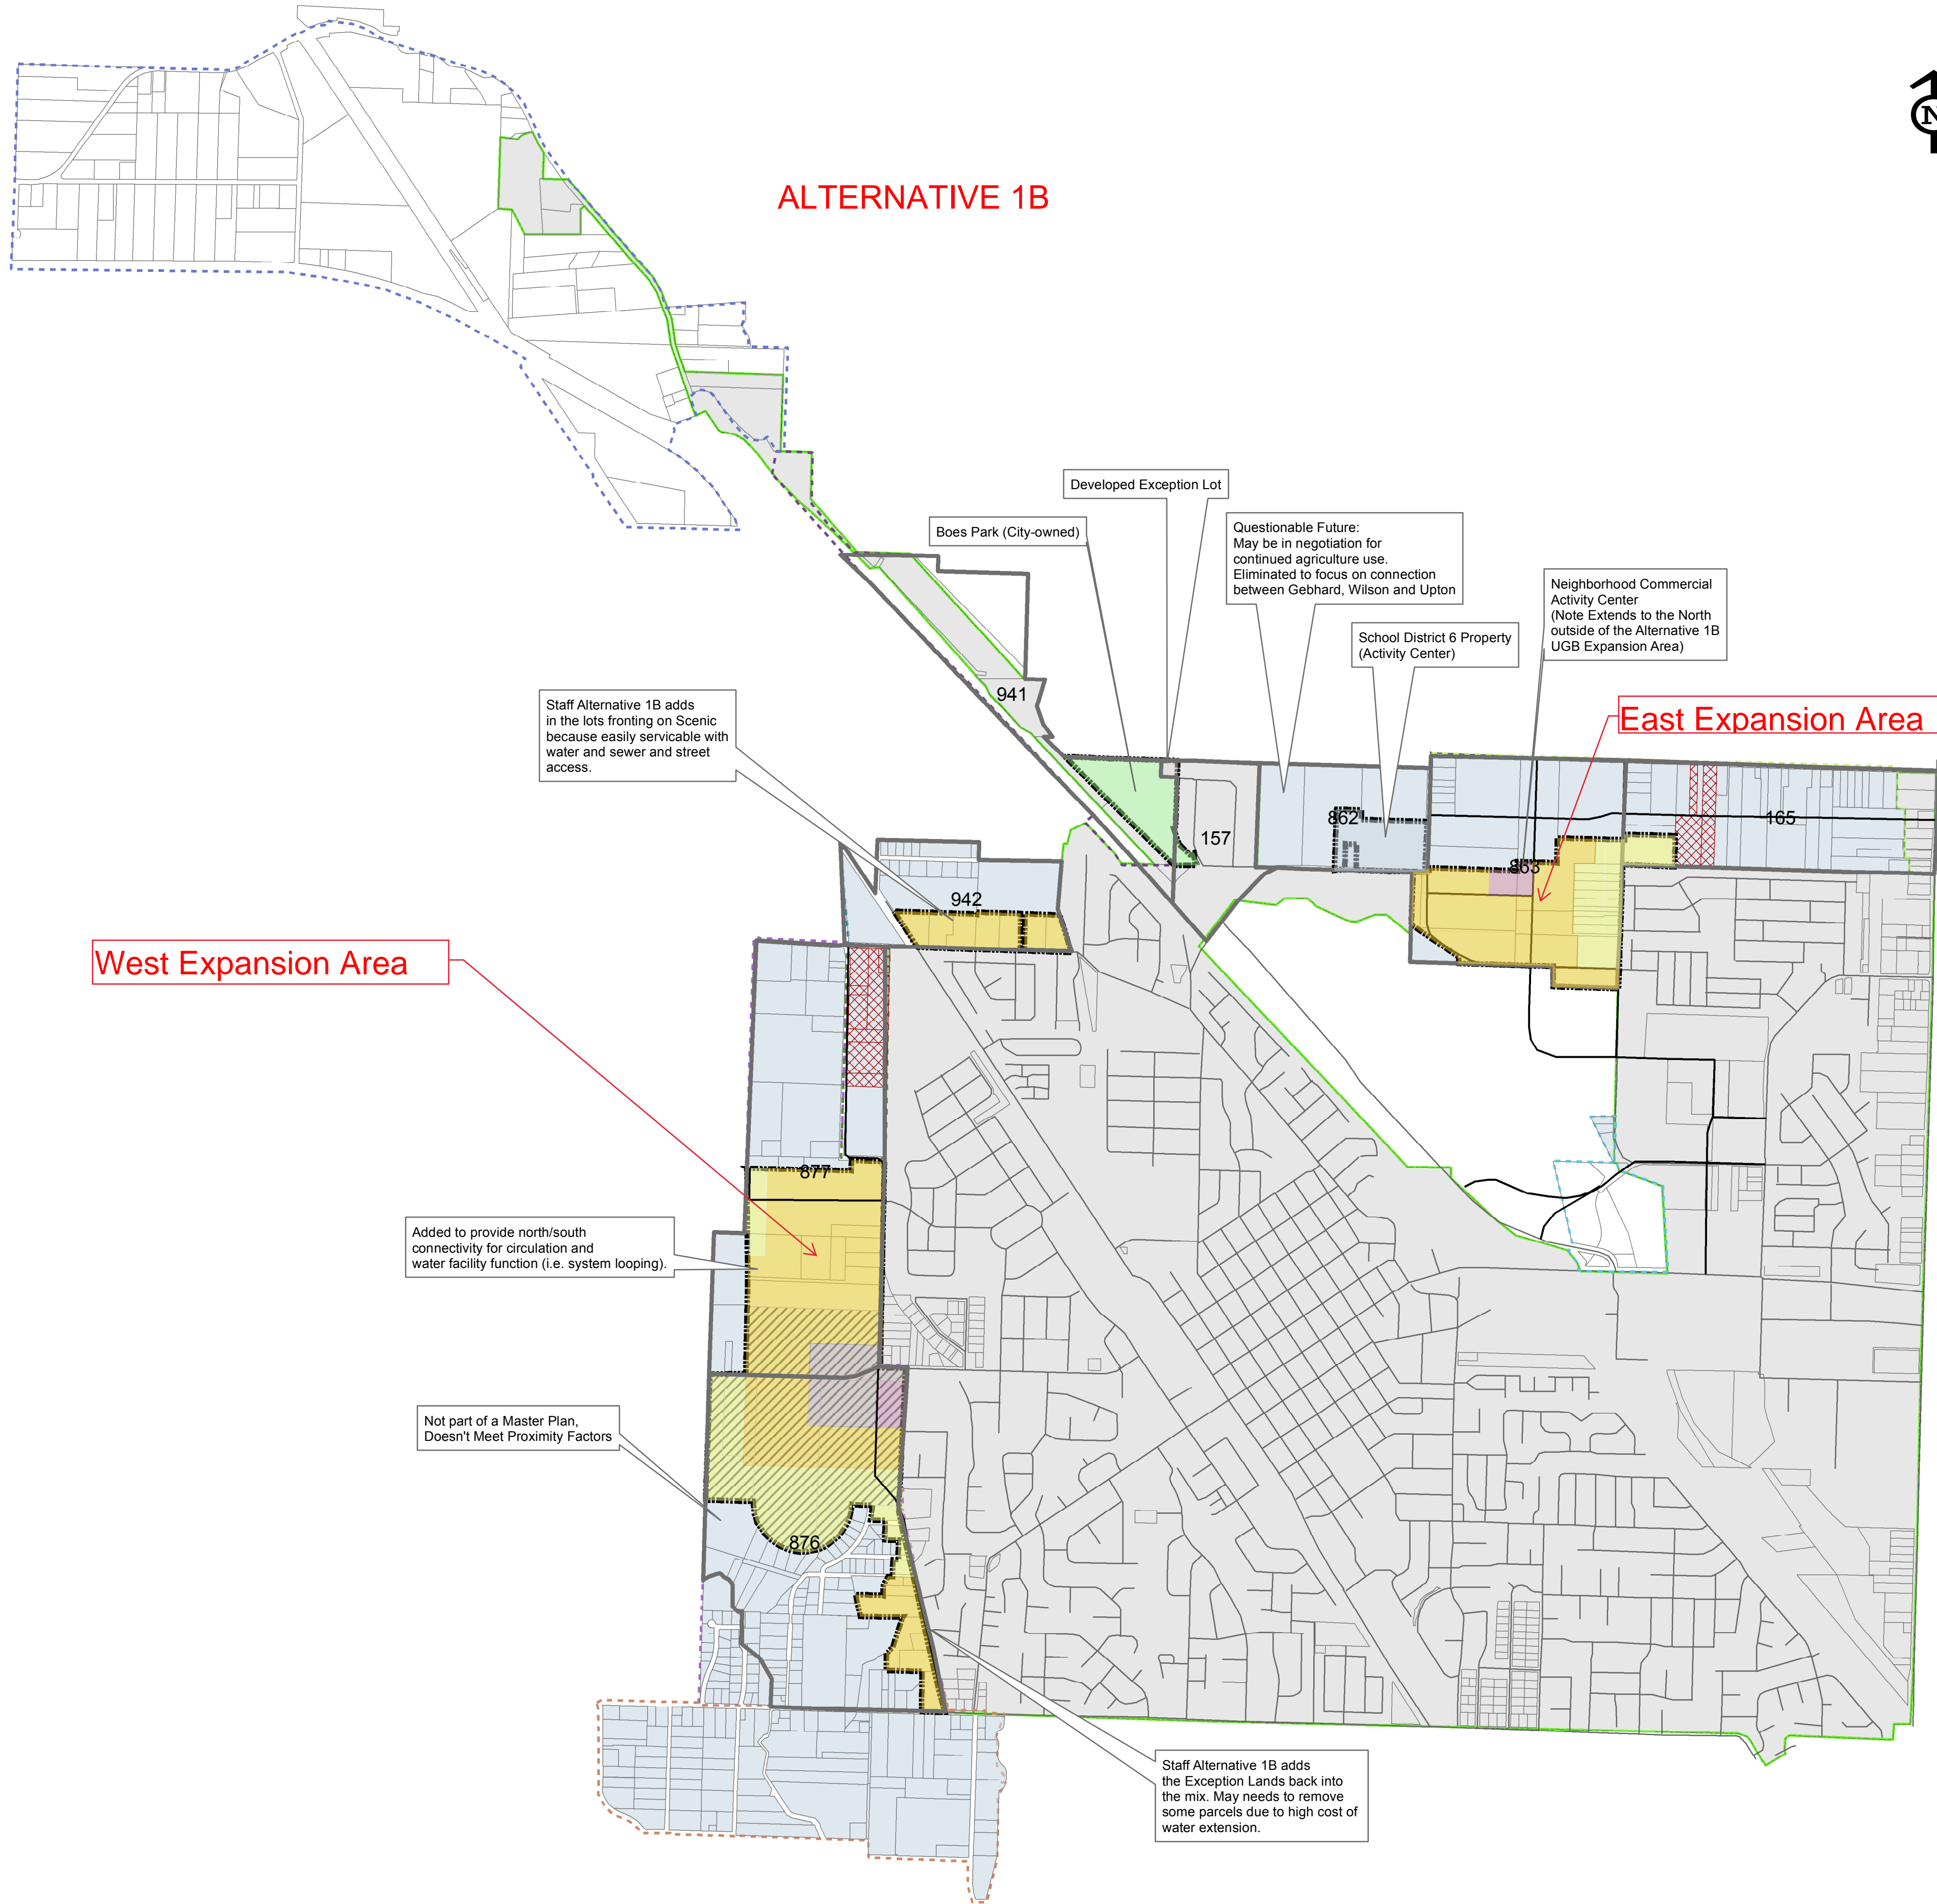 N
ALTERNATIVE 1B
Developed Exception Lot
Boes Park (City-owned)
Questionable Future:
May be in negotiation for
continued agriculture use.
Eliminated to focus on connection
between Gebhard, Wilson and Upton
Neighborhood Commercial
Activity Center
(Note Extends to the North
outside of the Alternative 1B
UGB Expansion Area)
School District 6 Property
(Activity Center)
941
Staff Alternative 1B adds
in the lots fronting on Scenic
because easily servicable with
water and sewer and street
access.
East Expansion Area
862
165
157
863
942
West Expansion Area
877
Added to provide north/south
connectivity for circulation and
water facility function (i.e. system looping).
Not part of a Master Plan,
Doesn't Meet Proximity Factors
876
Staff Alternative 1B adds
the Exception Lands back into
the mix. May needs to remove
some parcels due to high cost of
water extension.